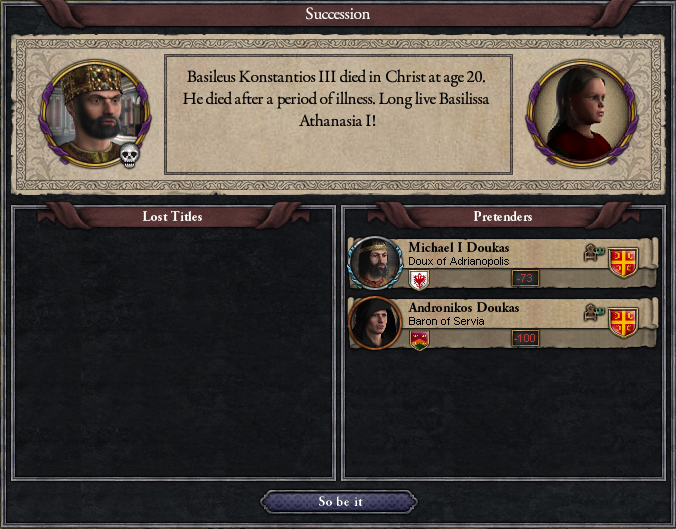 Succession
Basileus Konstantios III died in Christ at age 20.
He died after a period of illness. Long live Basilissa
Athanasia I!
Lost Titles
Pretenders
Michael I Doukas
Doux of Adrianopolis
-73
Andronikos Doukas
Baron of Servia
-100
So be it